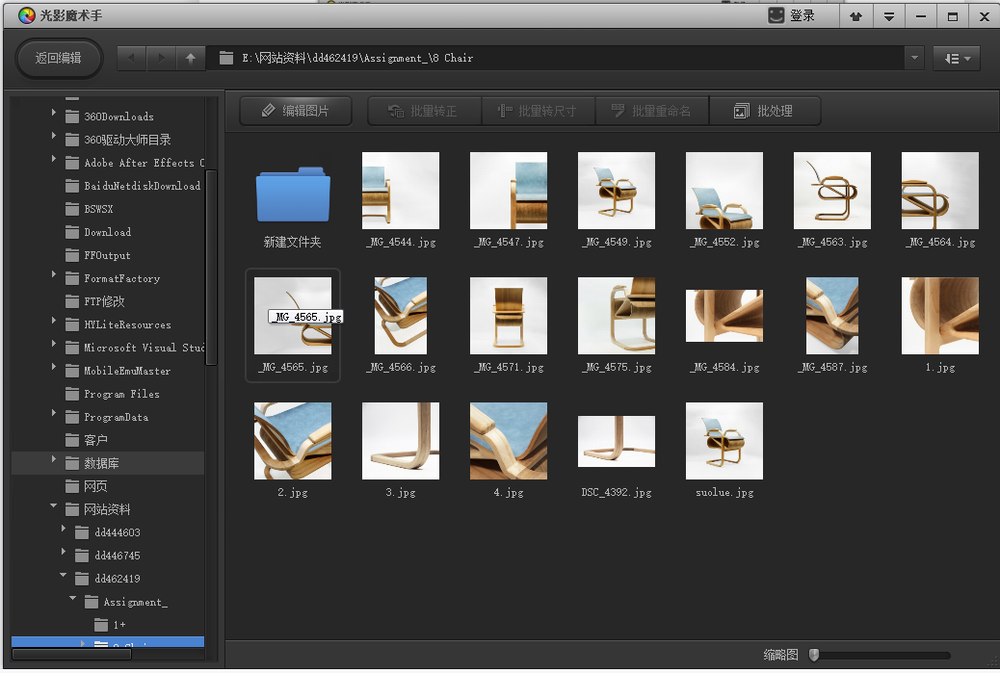 光影魔术手
登录
返回编辑
E:\网站资料\dd462419\Assignment_\8 Chair
编辑图片
批量转正
批量转尺寸
批量重命名
批处理
360Downloads
360驱动大师目录
Adobe After Effects C
BaiduNetdiskDownload
BSWSX
Download
FFOutput
FormatFactory
FTP修改
HYLiteResources
Microsoft Visual Stud
MobileEmuMaster
Program Files
ProgramData
客户
数据库
网页
网站资料
dd444603
dd446745
dd462419
Assignment_
1+
8 Chair
新建文件夹
_MG_4544.jpg
_MG_4547.jpg
_MG_4549.jpg
_MG_4552.jpg
_MG_4563.jpg
_MG_4564.jpg
_MG_4565.jpg
_MG_4565.jpg
_MG_4566.jpg
_MG_4571.jpg
_MG_4575.jpg
_MG_4584.jpg
_MG_4587.jpg
1.jpg
2.jpg
3.jpg
4.jpg
DSC_4392.jpg
suolue.jpg
缩略图